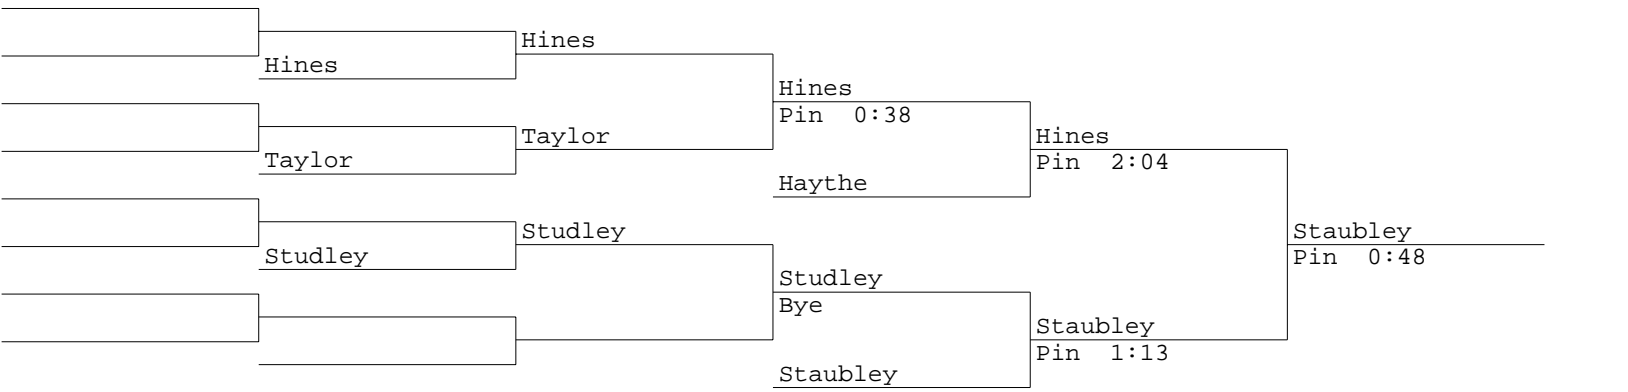 Hines
Hines
Hines
Pin 0:38
Taylor
Hines
Taylor
Pin 2:04
Haythe
Studley
Staubley
Studley
Pin 0:48
Studley
Bye
Staubley
Pin 1:13
Staubley